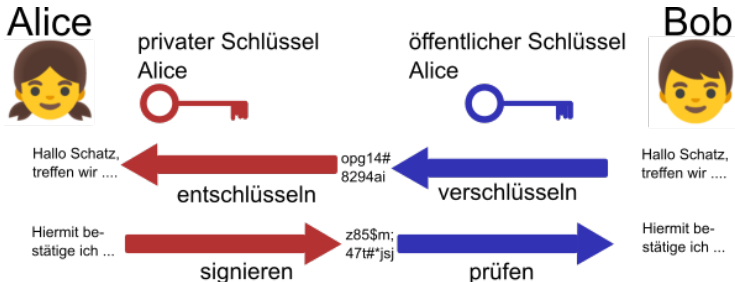 Alice
Bob
privater Schlüssel
Alice
öffentlicher Schlüssel
Alice
Hallo Schatz,
treffen wir ....
entschlüsseln
opg14#
8294ai
verschlüsseln
Hallo Schatz,
treffen wir ....
Hiermit be-
stätige ich ...
signieren
z85$m;
47t#*jsj
prüfen
Hiermit be-
stätige ich ...